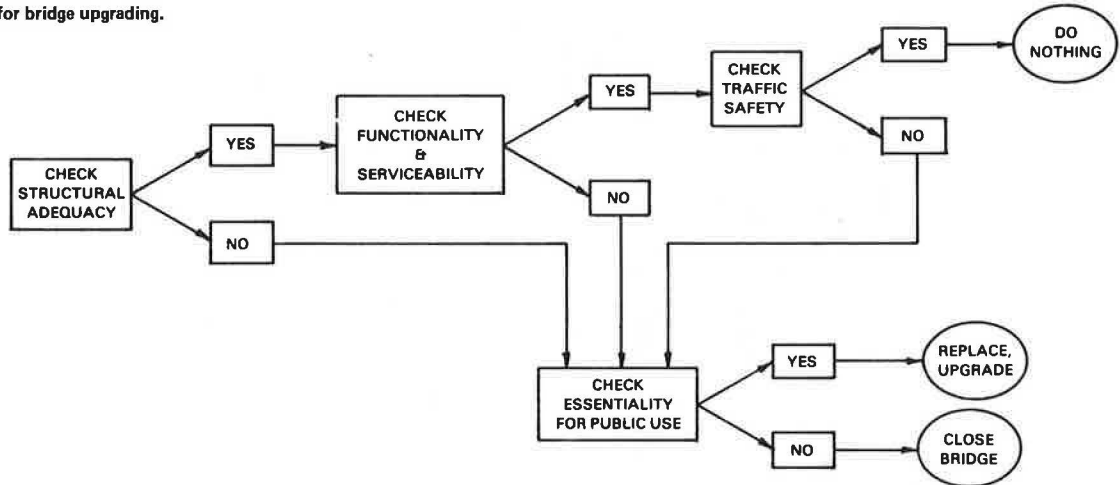 for bridge upgrading.
CHECK
STRUCTURAL
ADEQUACY
YES
NO
CHECK
FUNCTIONALITY
&
SERVICEABILITY
YES
NO
CHECK
TRAFFIC
SAFETY
YES
NO
DO
NOTHING
CHECK
ESSENTIALITY
FOR PUBLIC USE
YES
NO
REPLACE,
UPGRADE
CLOSE
BRIDGE